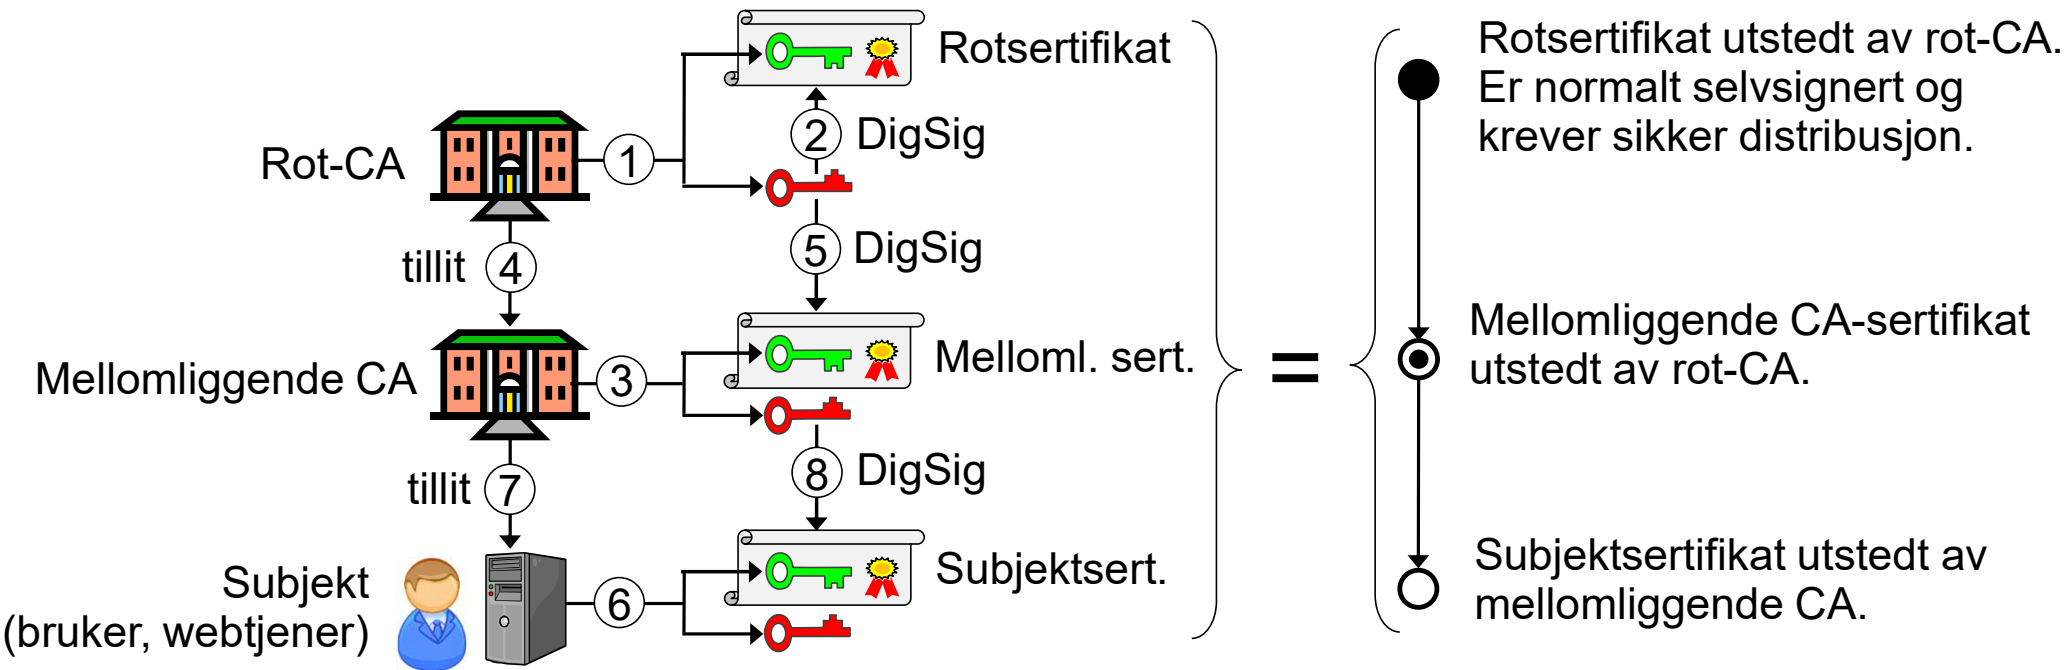 Rot-CA
1
Rotsertifikat
2 DigSig
tillit 4
5 DigSig
Mellomliggende CA
3
Melloml. sert.
tillit 7
8 DigSig
Subjekt
(bruker, webtjener)
6
Subjektsert.
=
Rotsertifikat utstedt av rot-CA.
Er normalt selvsignert og
krever sikker distribusjon.
Mellomliggende CA-sertifikat
utstedt av rot-CA.
Subjektsertifikat utstedt av
mellomliggende CA.